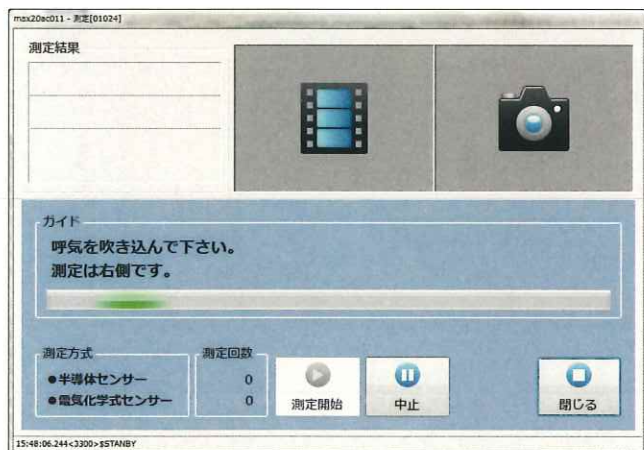 msx20ac011 - 測定[01024]
測定結果
ガイド
呼気を吹き込んで下さい。
測定は右側です。
測定方式
●半導体センサー
●電気化学式センサー
測定回数
0
0
測定開始
中止
閉じる
15:48:06.244<3300>$STANBY